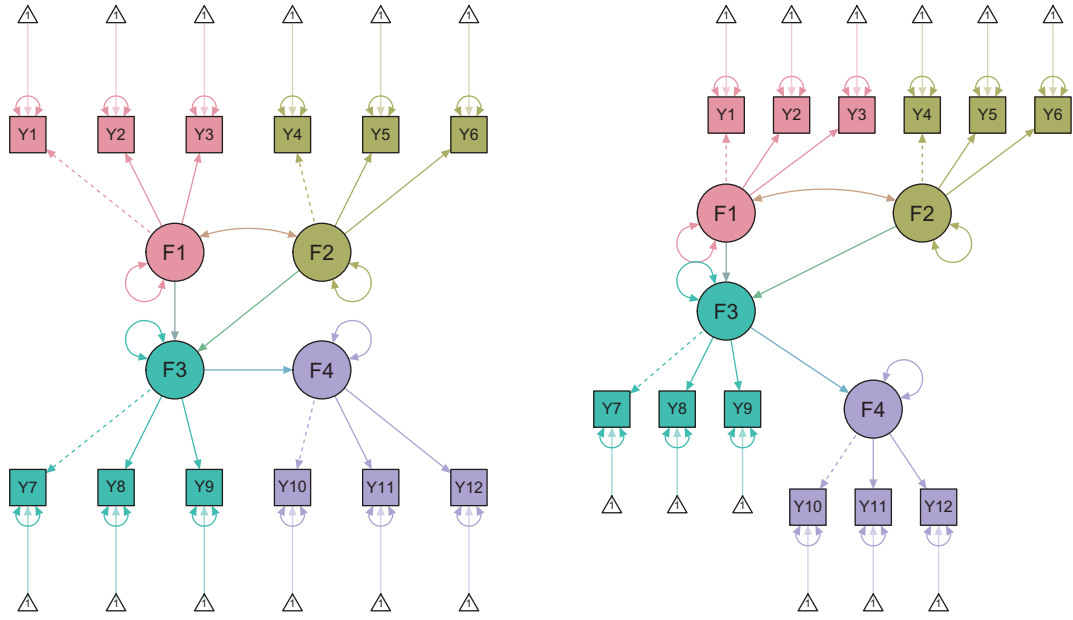 1 1 1 1 1 1
Y1 Y2 Y3 Y4 Y5 Y6
F1 F2
F3 F4
Y7 Y8 Y9 Y10 Y11 Y12
1 1 1 1 1 1
1 1 1 1 1 1
Y1 Y2 Y3 Y4 Y5 Y6
F1 F2
F3
Y7 Y8 Y9 F4
1 1 1 Y10 Y11 Y12
1 1 1